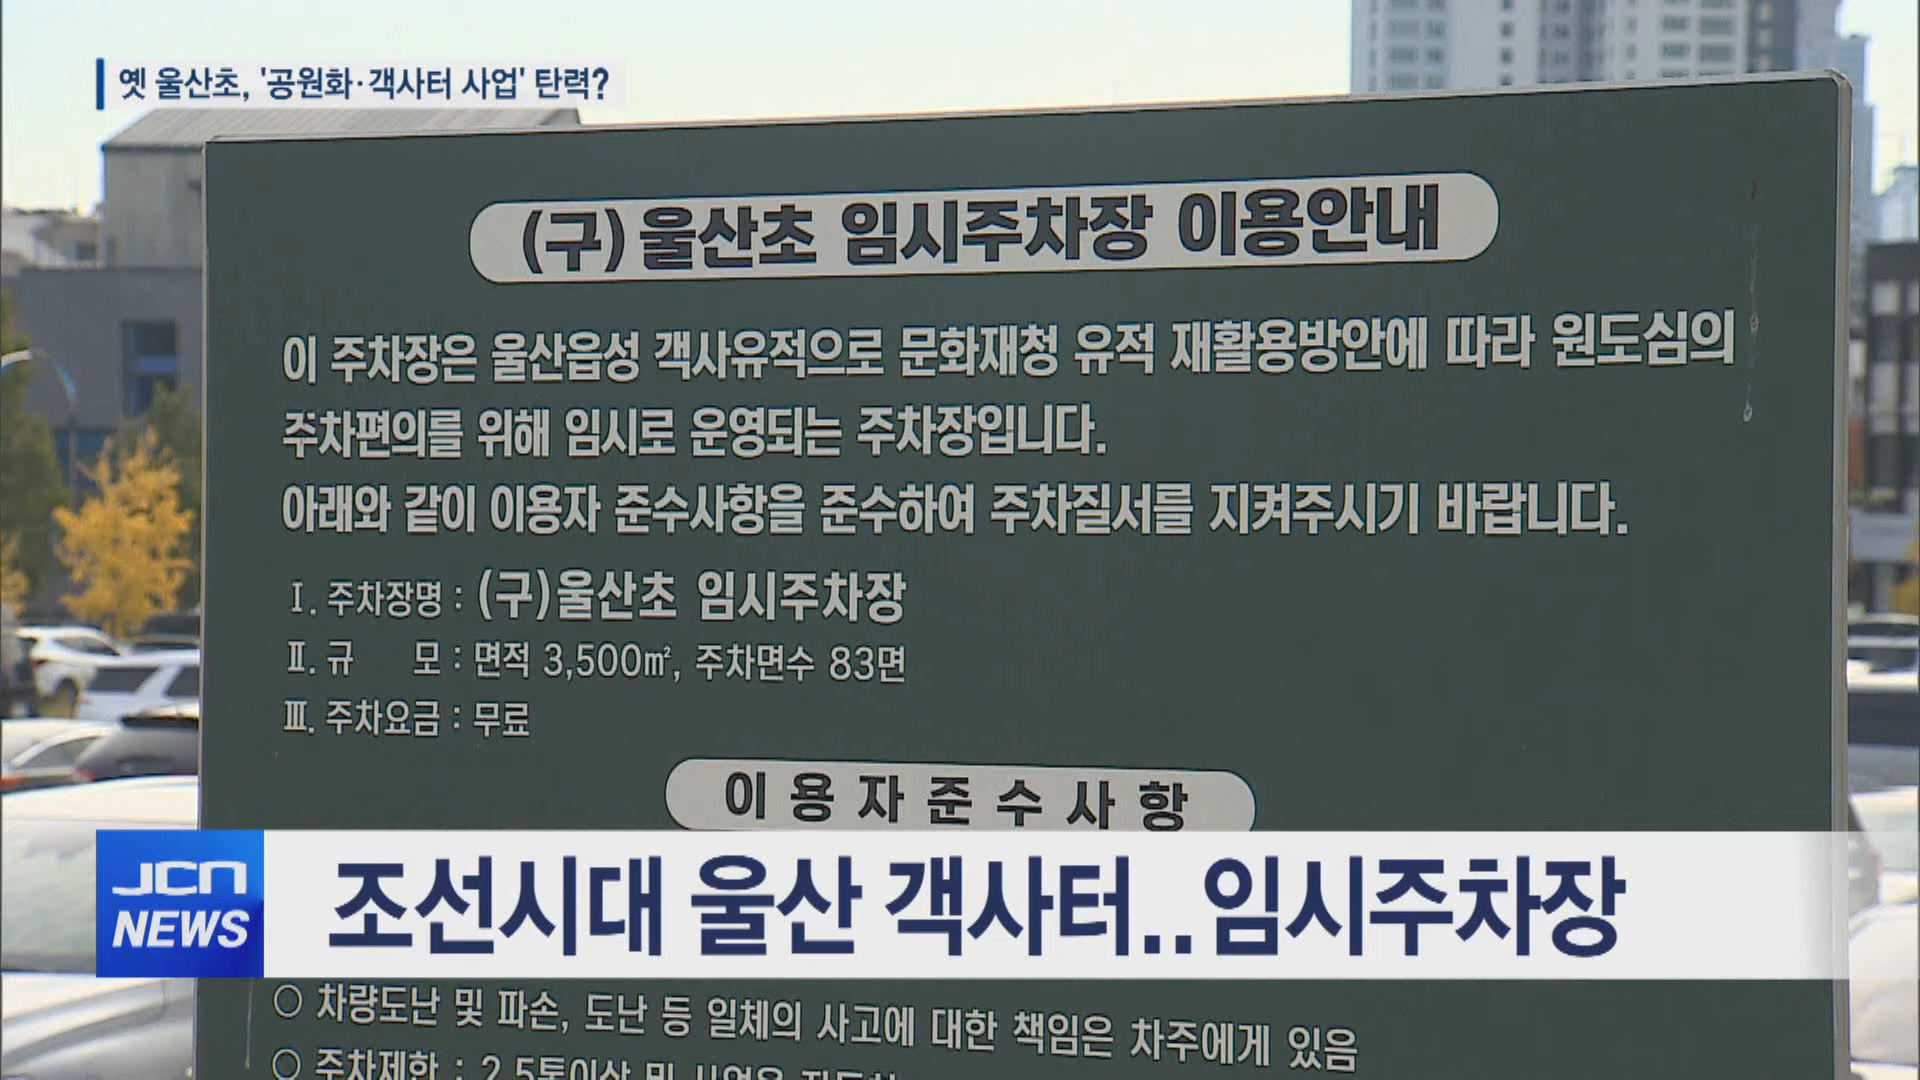 옛 울산초, '공원화·객사터 사업' 탄력?
(구)울산초 임시주차장 이용안내
이 주차장은 울산읍성 객사유적으로 문화재청 유적 재활용방안에 따라 원도심의
주차편의를 위해 임시로 운영되는 주차장입니다.
아래와 같이 이용자 준수사항을 준수하여 주차질서를 지켜주시기 바랍니다.
Ⅰ. 주차장명 : (구)울산초 임시주차장
Ⅱ. 규 모 : 면적 3,500㎡, 주차면수 83면
Ⅲ. 주차요금 : 무료
이용자준수사항
JCN NEWS
조선시대 울산 객사터..임시주차장
○ 차량도난 및 파손, 도난 등 일체의 사고에 대한 책임은 차주에게 있음
○ 주차제한 : 2.5톤이상 및